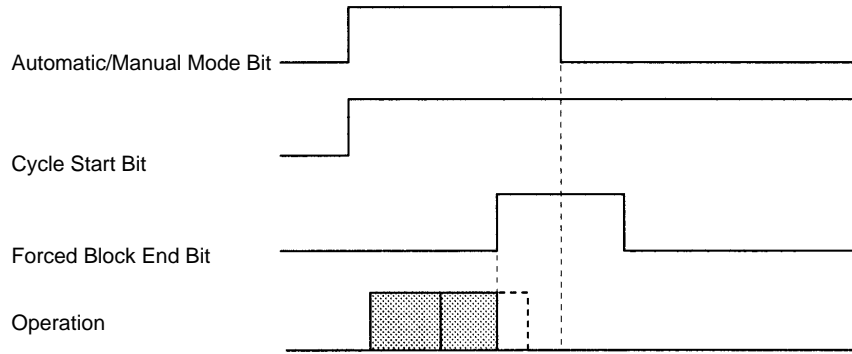 Automatic/Manual Mode Bit
Cycle Start Bit
Forced Block End Bit
Operation